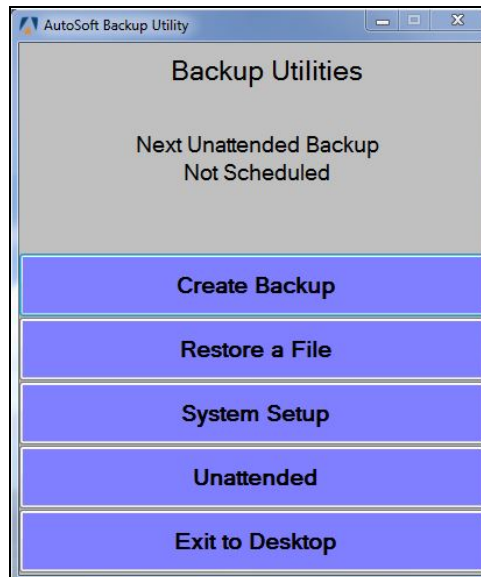 AutoSoft Backup Utility
Backup Utilities
Next Unattended Backup
Not Scheduled
Create Backup
Restore a File
System Setup
Unattended
Exit to Desktop